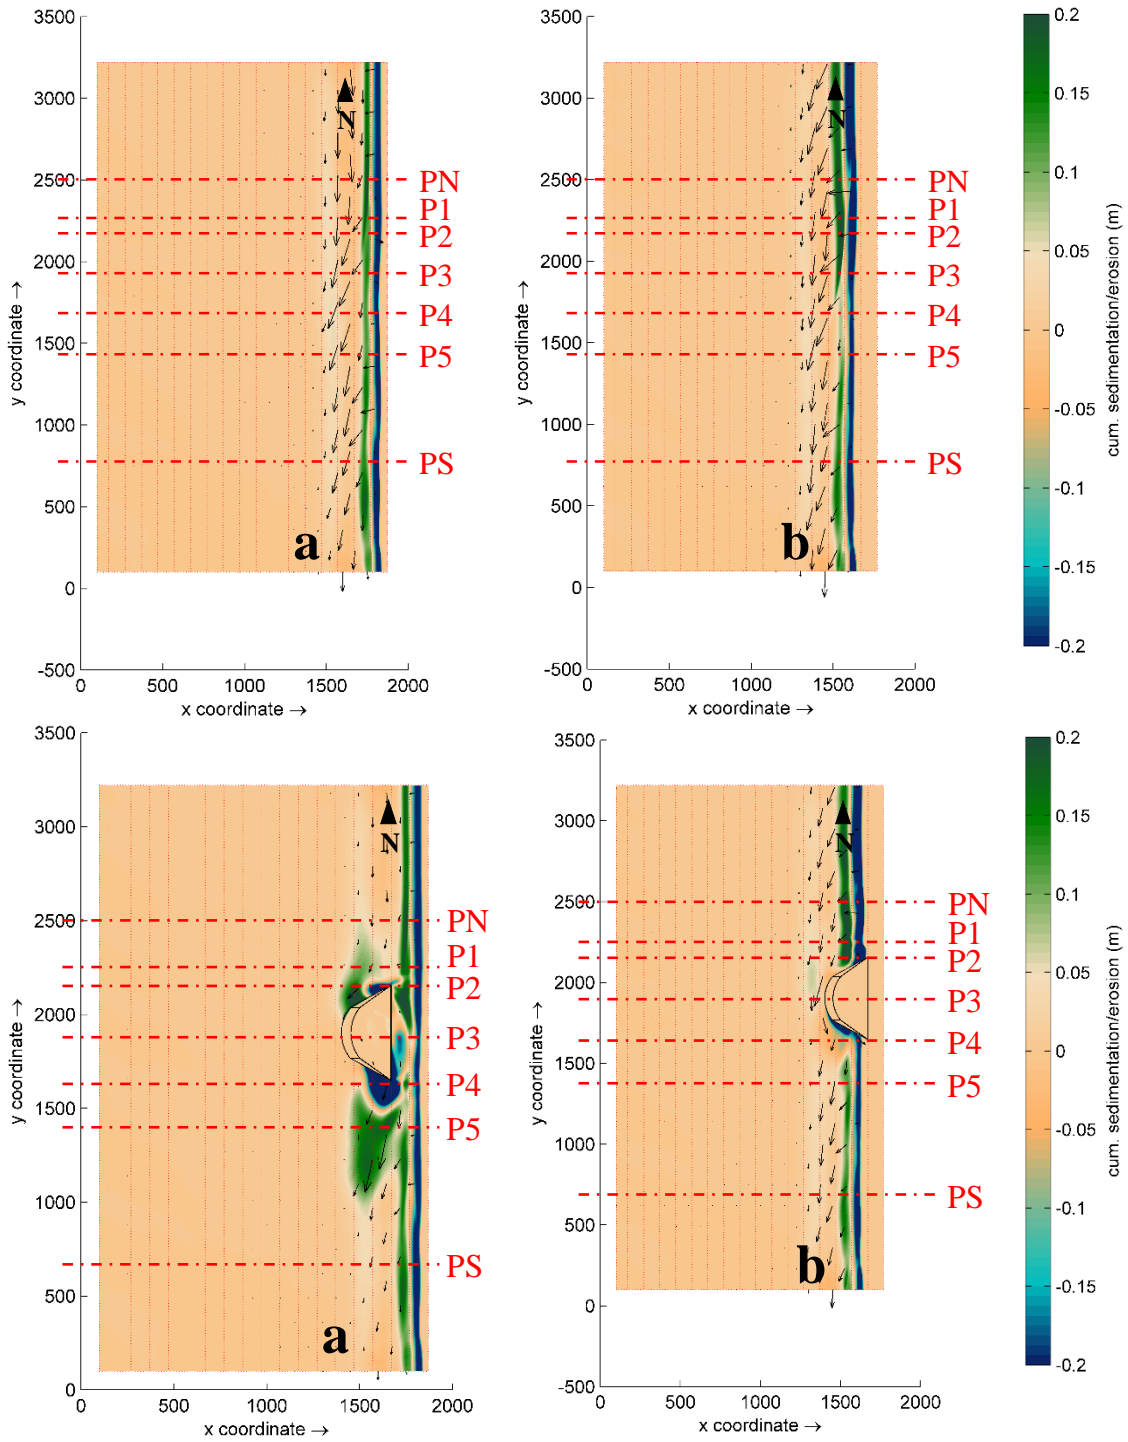 3500
3000
2500
2000
1500
1000
500
0
-500
0
500
1000
1500
2000
x coordinate →
y coordinate →
N
PN
P1
P2
P3
P4
P5
PS
a
3500
3000
2500
2000
1500
1000
500
0
-500
0
500
1000
1500
2000
x coordinate →
y coordinate →
N
PN
P1
P2
P3
P4
P5
PS
b
0.2
0.15
0.1
0.05
0
-0.05
-0.1
-0.15
-0.2
cum. sedimentation/erosion (m)
3500
3000
2500
2000
1500
1000
500
0
0
500
1000
1500
2000
x coordinate →
y coordinate →
N
PN
P1
P2
P3
P4
P5
PS
a
3500
3000
2500
2000
1500
1000
500
0
-500
0
500
1000
1500
2000
x coordinate →
y coordinate →
N
PN
P1
P2
P3
P4
P5
PS
b
0.2
0.15
0.1
0.05
0
-0.05
-0.1
-0.15
-0.2
cum. sedimentation/erosion (m)